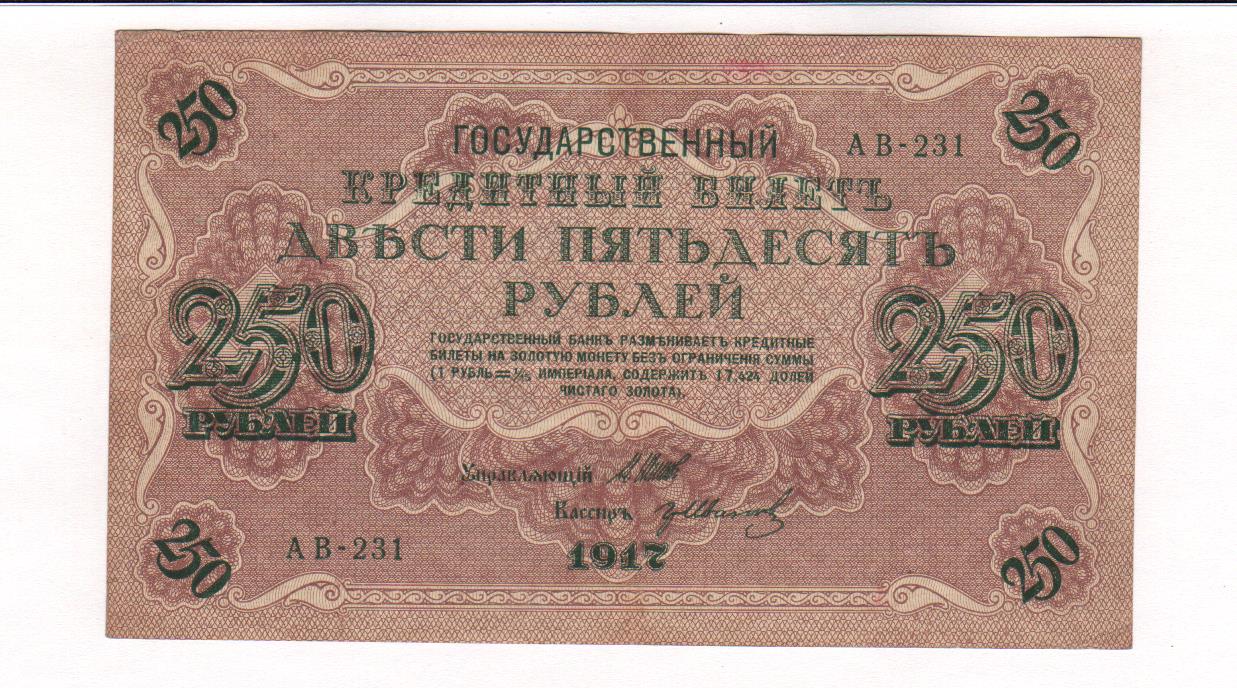 250
250
ГОСУДАРСТВЕННЫЙ
АВ-231
КРЕДИТНЫЙ БИЛЕТЪ
ДВѢСТИ ПЯТЬДЕСЯТЪ
РУБЛЕЙ
250
250
РУБЛЕЙ
РУБЛЕЙ
ГОСУДАРСТВЕННЫЙ БАНКЪ РАЗМѢНИВАЕТЪ КРЕДИТНЫЕ
БИЛЕТЫ НА ЗОЛОТУЮ МОНЕТУ БЕЗЪ ОГРАНИЧЕНІЯ СУММЫ
(1 РУБЛЬ = 1/15 ИМПЕРІАЛА, СОДЕРЖИТЪ 17,424 ДОЛЕЙ
ЧИСТАГО ЗОЛОТА).
Управляющій
Кассиръ
АВ-231
1917
250
250